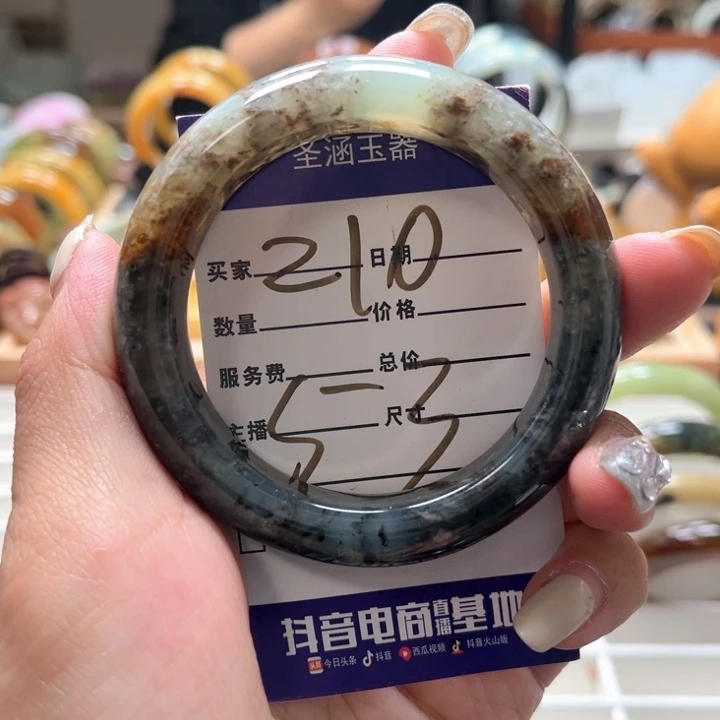 圣涵玉器
买家 210 日期
数量 价格
服务费 总价
主播 53 尺寸
抖音电商直播基地
头条 今日头条 抖音 西瓜视频 抖音火山版